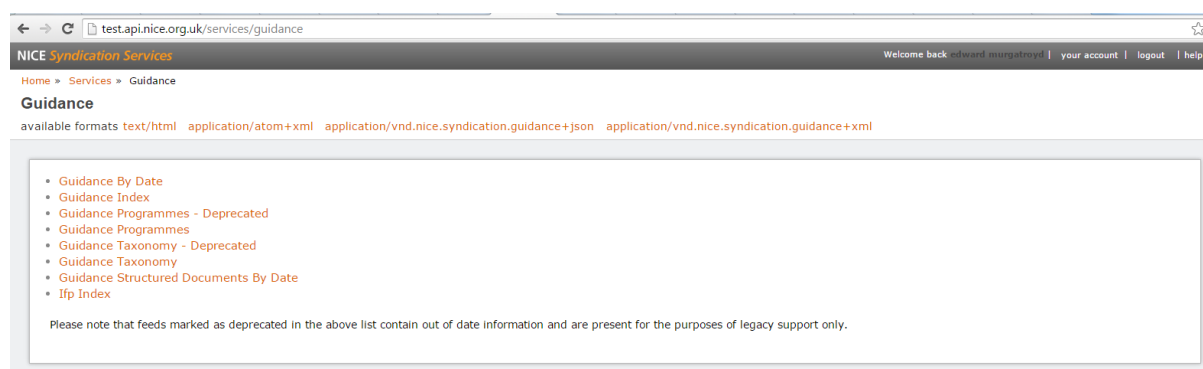 test.api.nice.org.uk/services/guidance
NICE Syndication Services Welcome back edward murgatroyd | your account | logout | help
Home » Services » Guidance
Guidance
available formats text/html application/atom+xml application/vnd.nice.syndication.guidance+json application/vnd.nice.syndication.guidance+xml
• Guidance By Date
• Guidance Index
• Guidance Programmes - Deprecated
• Guidance Programmes
• Guidance Taxonomy - Deprecated
• Guidance Taxonomy
• Guidance Structured Documents By Date
• Ifp Index
Please note that feeds marked as deprecated in the above list contain out of date information and are present for the purposes of legacy support only.